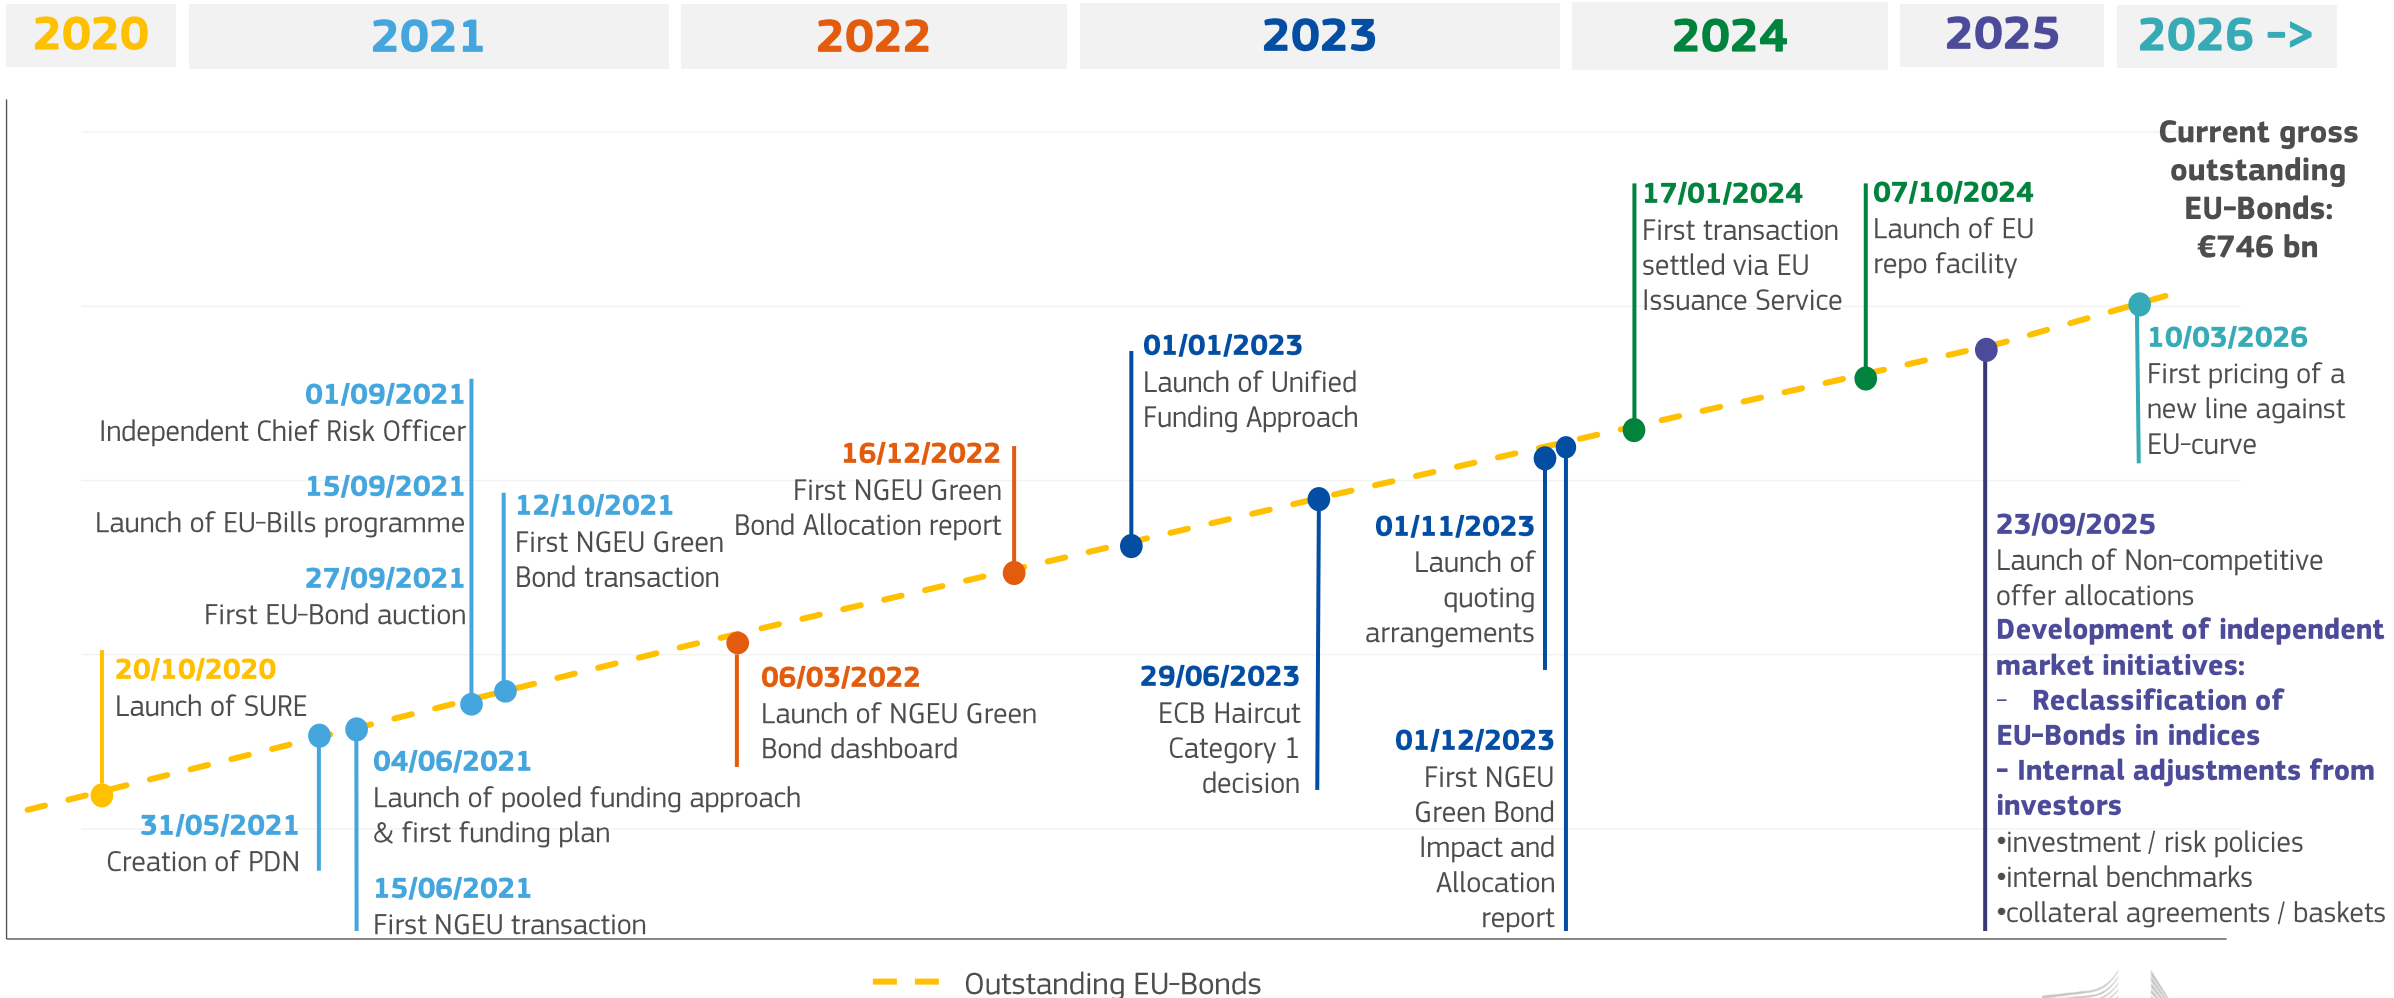 2020
2021
2022
2023
2024
2025
2026 ->
Current gross
outstanding
EU-Bonds:
€746 bn
20/10/2020
Launch of SURE
31/05/2021
Creation of PDN
04/06/2021
Launch of pooled funding approach
& first funding plan
15/06/2021
First NGEU transaction
01/09/2021
Independent Chief Risk Officer
15/09/2021
Launch of EU-Bills programme
27/09/2021
First EU-Bond auction
12/10/2021
First NGEU Green
Bond transaction
06/03/2022
Launch of NGEU Green
Bond dashboard
16/12/2022
First NGEU Green
Bond Allocation report
01/01/2023
Launch of Unified
Funding Approach
29/06/2023
ECB Haircut
Category 1
decision
01/11/2023
Launch of
quoting
arrangements
01/12/2023
First NGEU
Green Bond
Impact and
Allocation
report
17/01/2024
First transaction
settled via EU
Issuance Service
07/10/2024
Launch of EU
repo facility
23/09/2025
Launch of Non-competitive
offer allocations
Development of independent
market initiatives:
- Reclassification of
EU-Bonds in indices
- Internal adjustments from
investors
•investment / risk policies
•internal benchmarks
•collateral agreements / baskets
10/03/2026
First pricing of a
new line against
EU-curve
Outstanding EU-Bonds